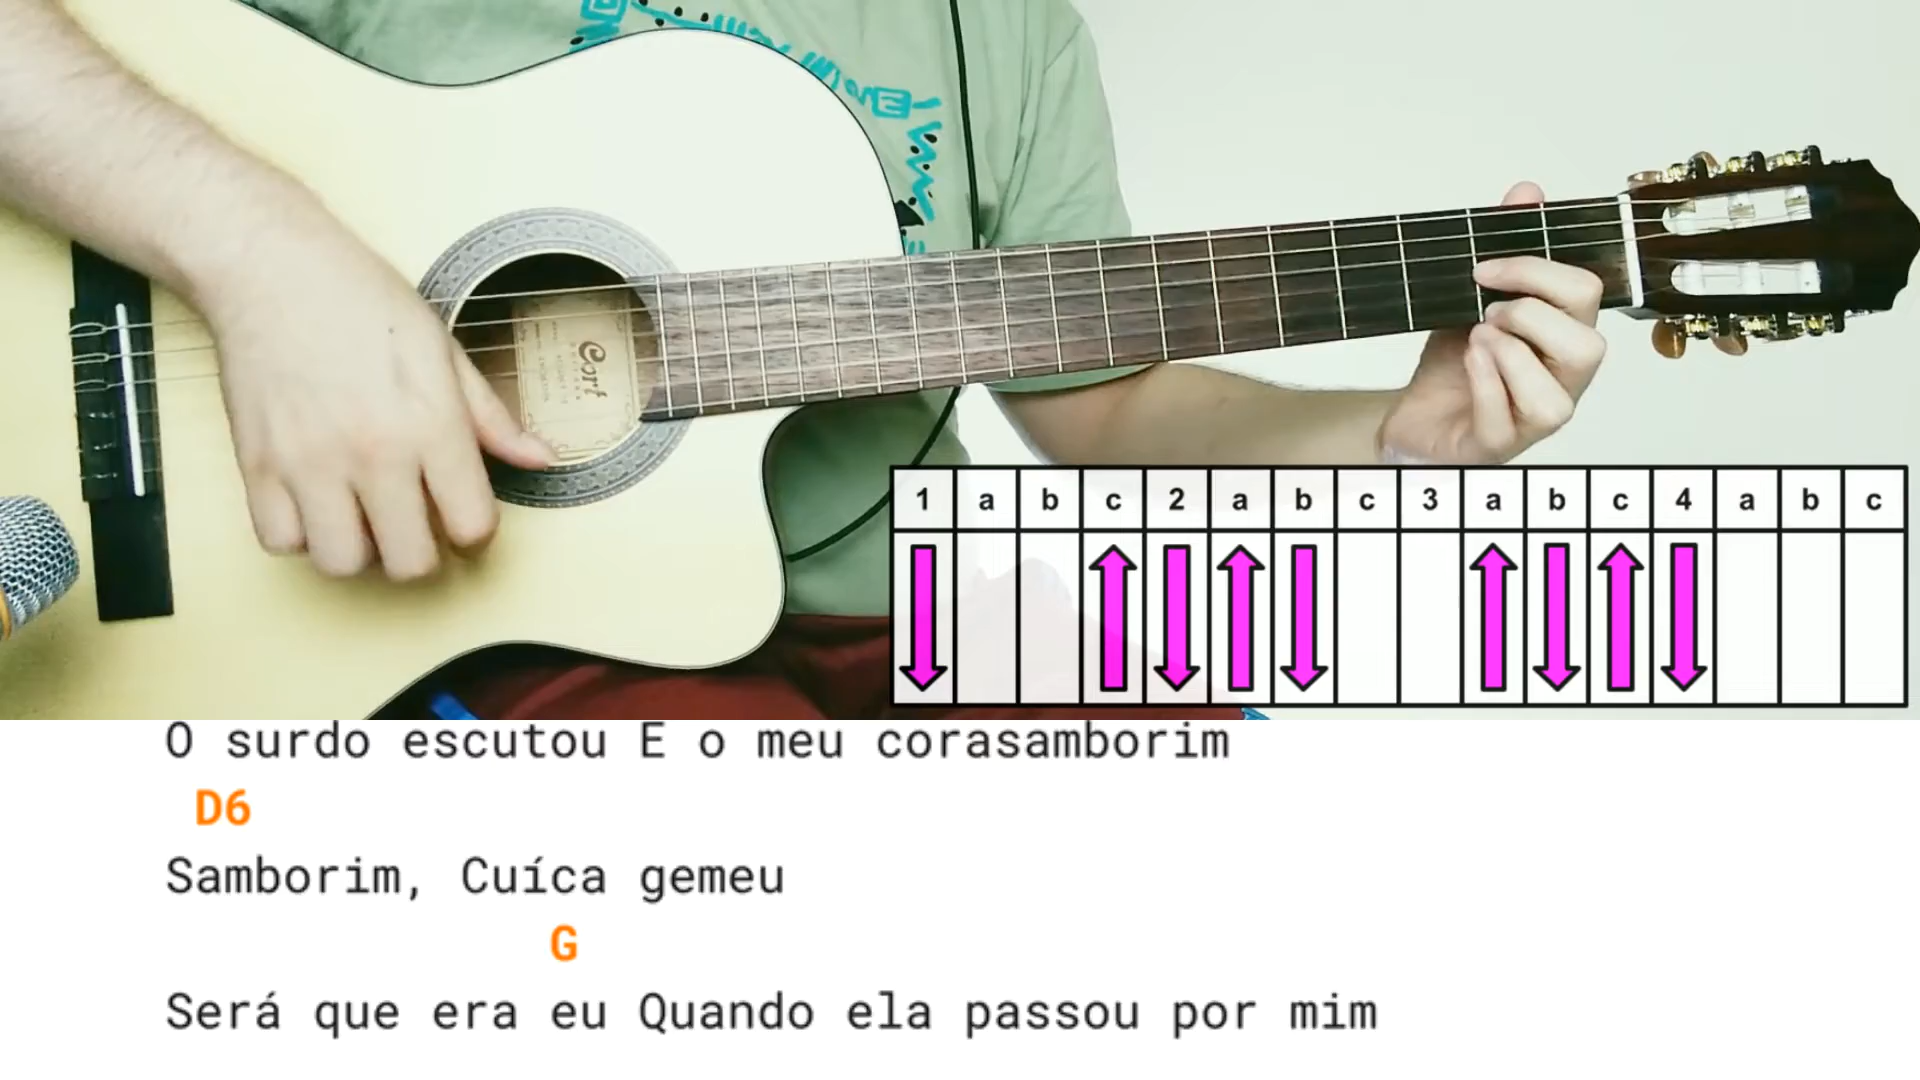 Cort
1 a b c 2 a b c 3 a b c 4 a b c
O surdo escutou E o meu corasamborim
D6
Samborim, Cuíca gemeu
G
Será que era eu Quando ela passou por mim